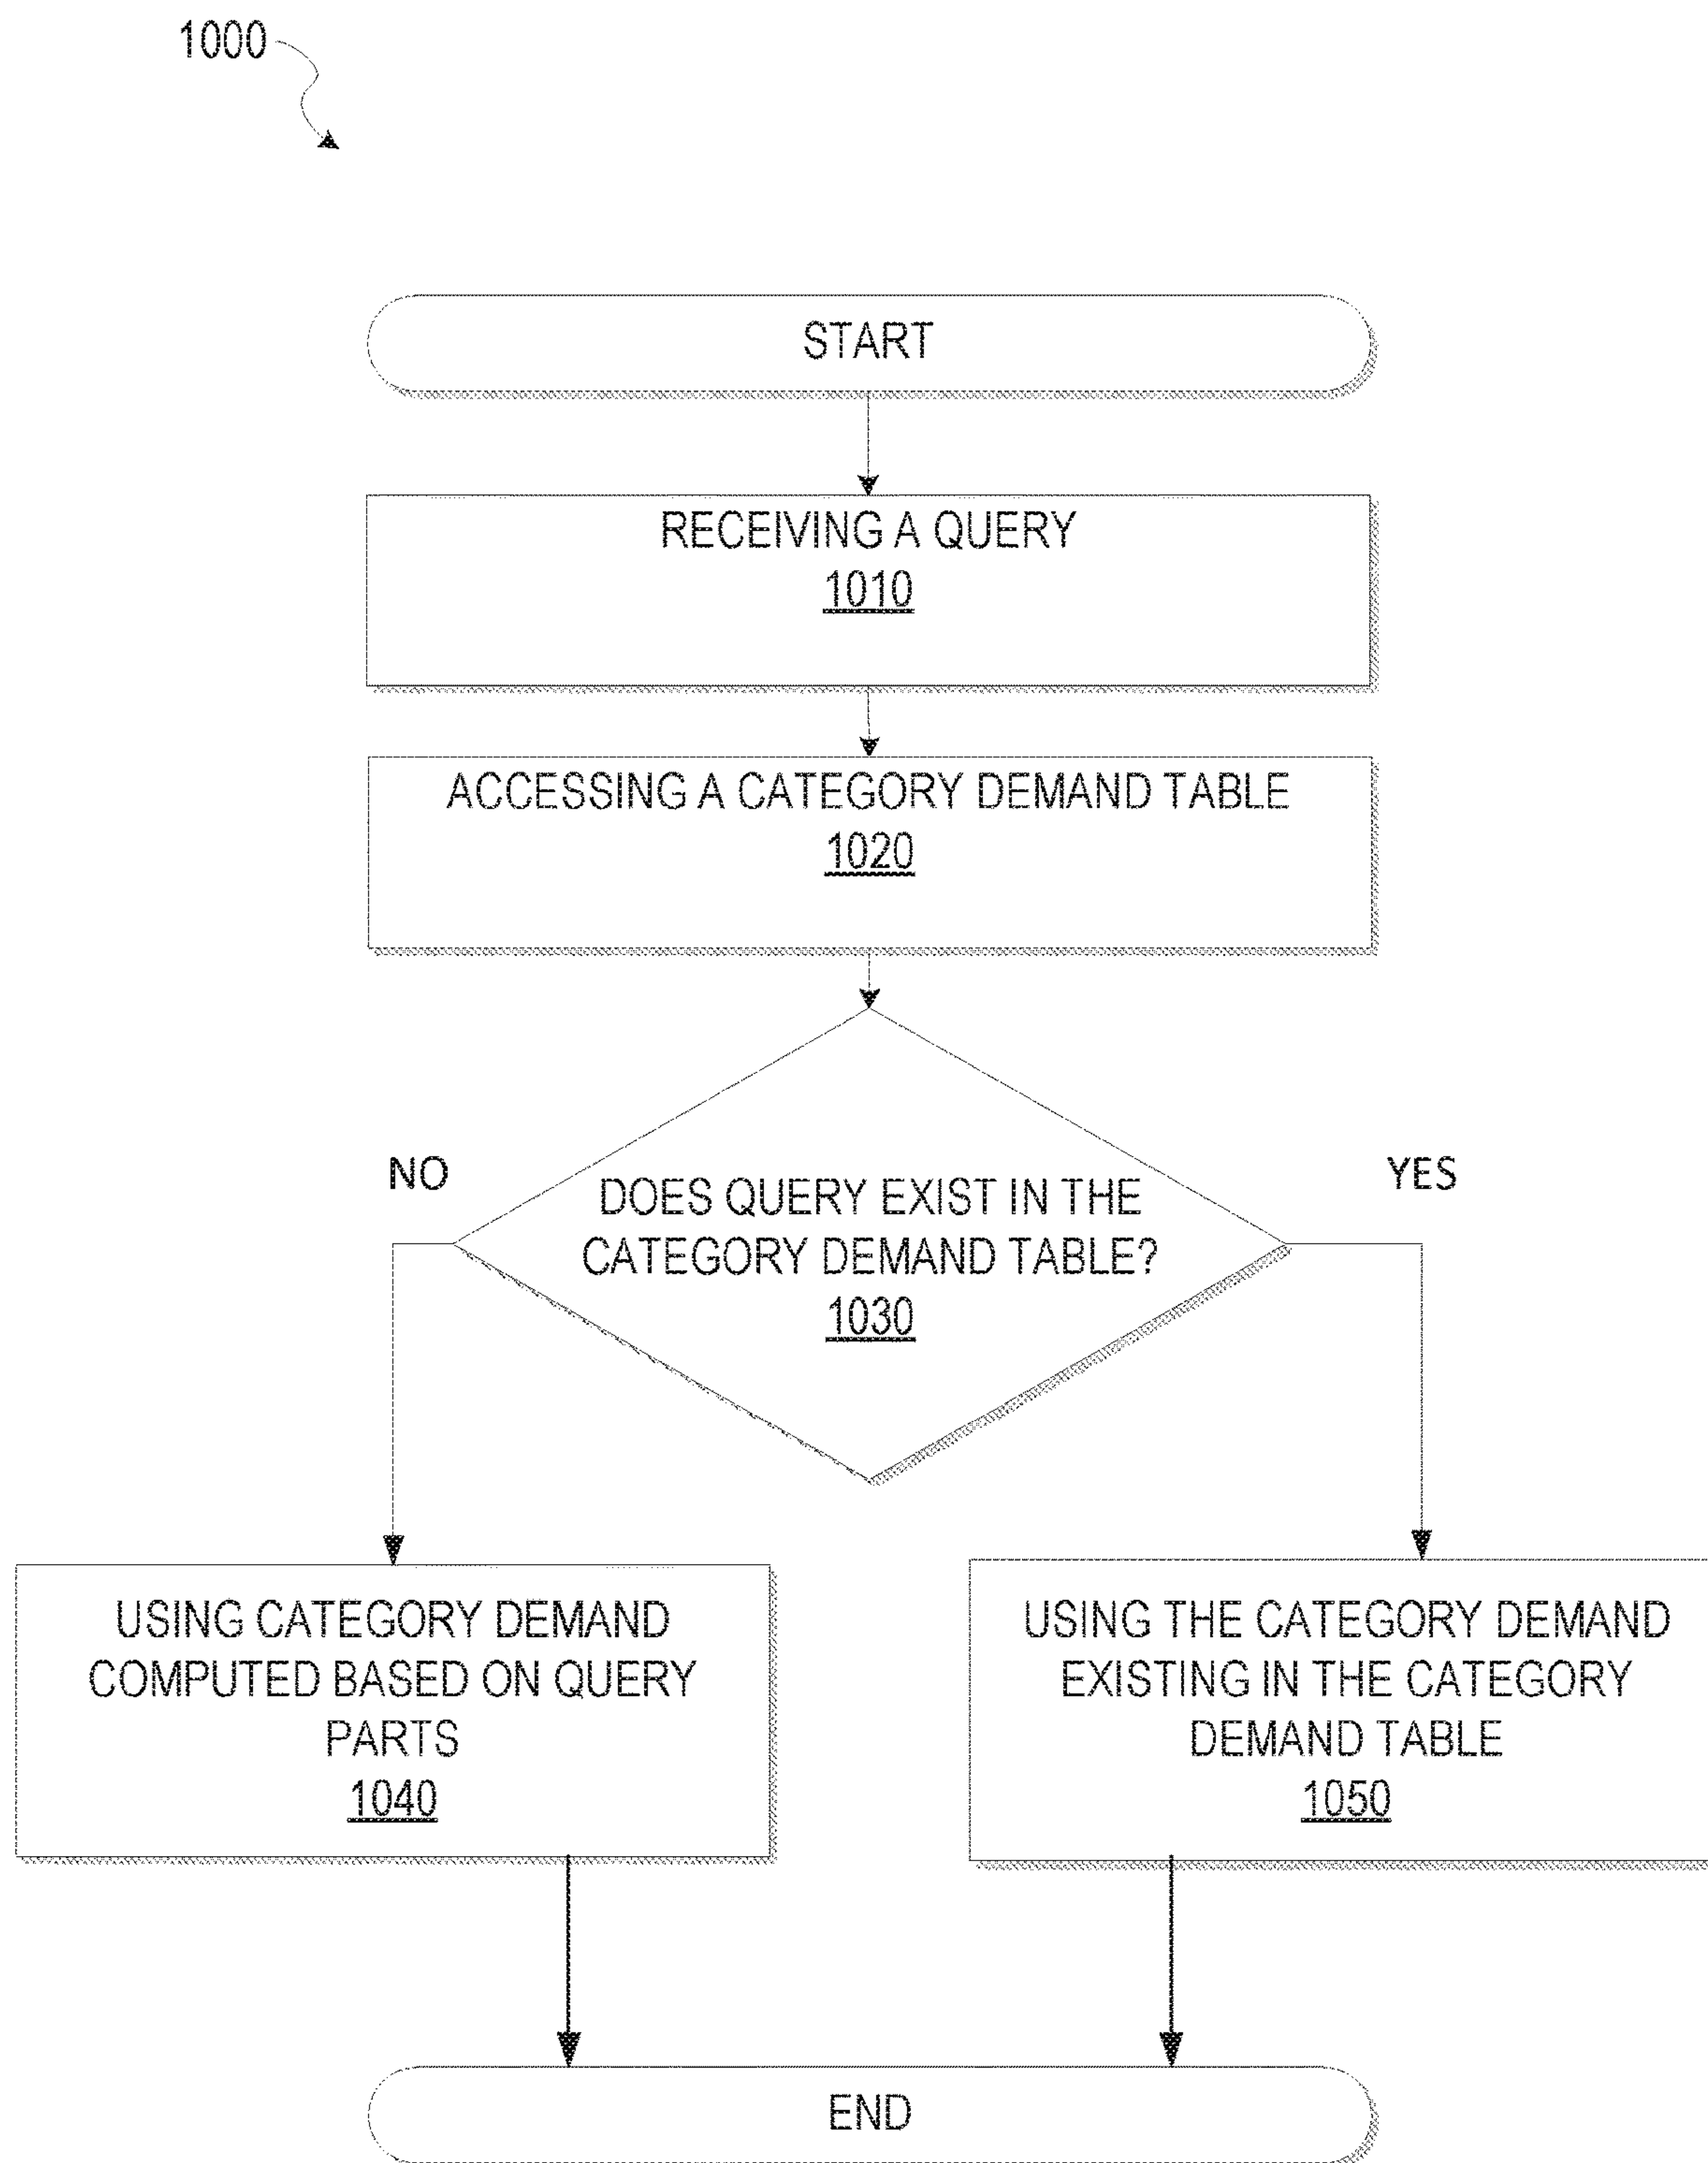 1000
START
RECEIVING A QUERY
1010
ACCESSING A CATEGORY DEMAND TABLE
1020
NO
YES
DOES QUERY EXIST IN THE
CATEGORY DEMAND TABLE?
1030
USING CATEGORY DEMAND
COMPUTED BASED ON QUERY
PARTS
1040
USING THE CATEGORY DEMAND
EXISTING IN THE CATEGORY
DEMAND TABLE
1050
END